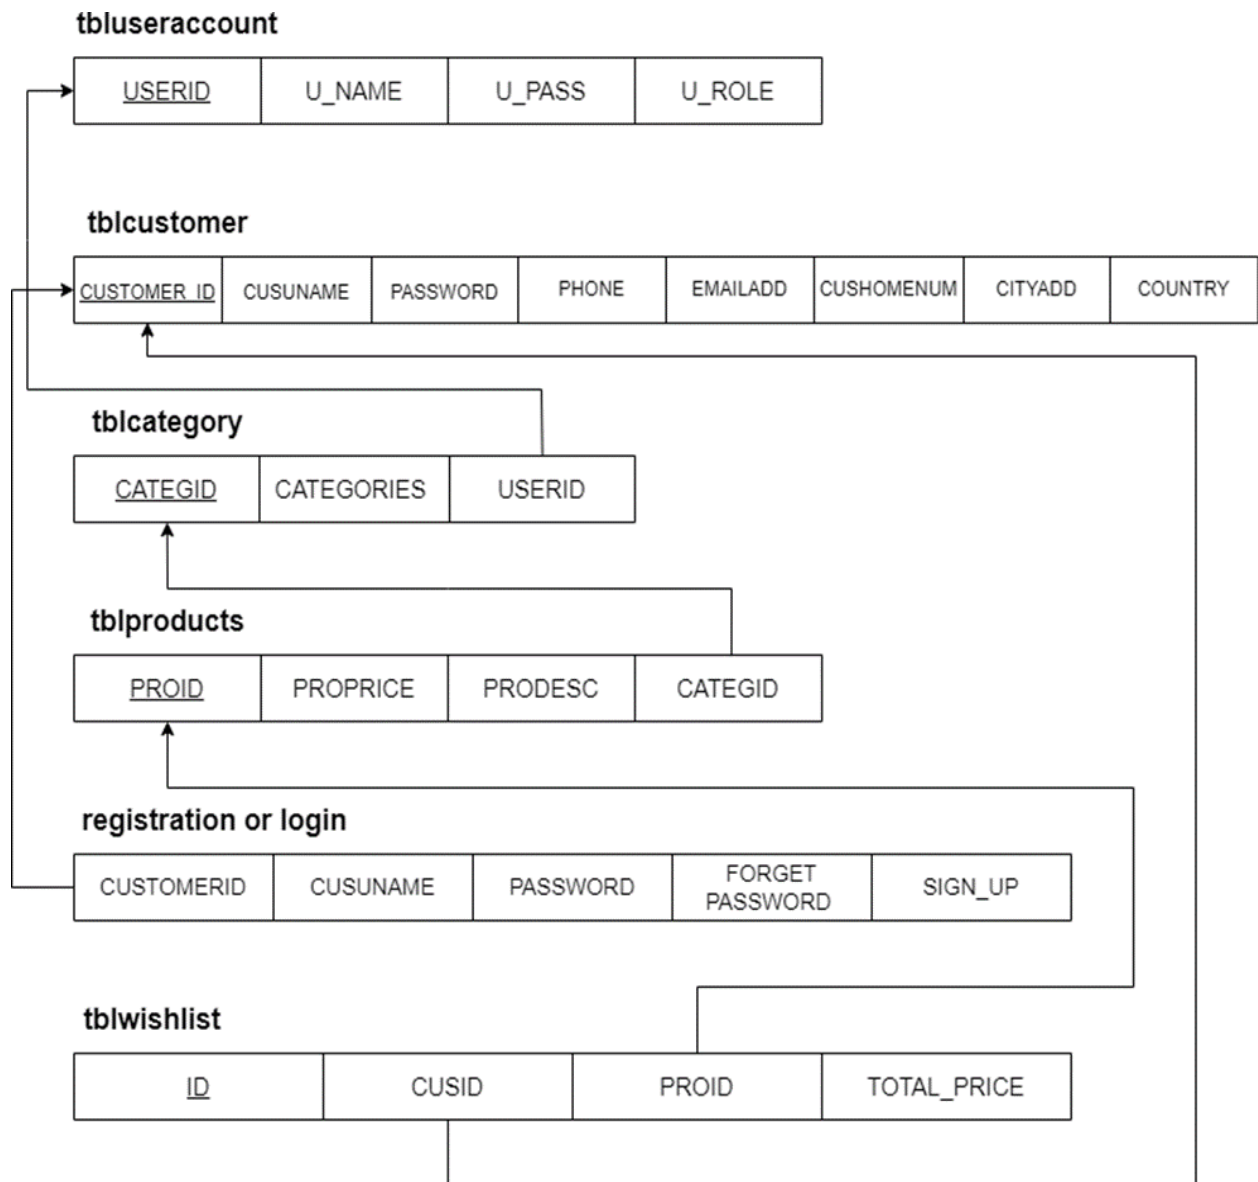 tbluseraccount
USERID U_NAME U_PASS U_ROLE
tblcustomer
CUSTOMER_ID CUSUNAME PASSWORD PHONE EMAILADD CUSHOMENUM CITYADD COUNTRY
tblcategory
CATEGID CATEGORIES USERID
tblproducts
PROID PROPRICE PRODESC CATEGID
registration or login
CUSTOMERID CUSUNAME PASSWORD FORGET PASSWORD SIGN_UP
tblwishlist
ID CUSID PROID TOTAL_PRICE